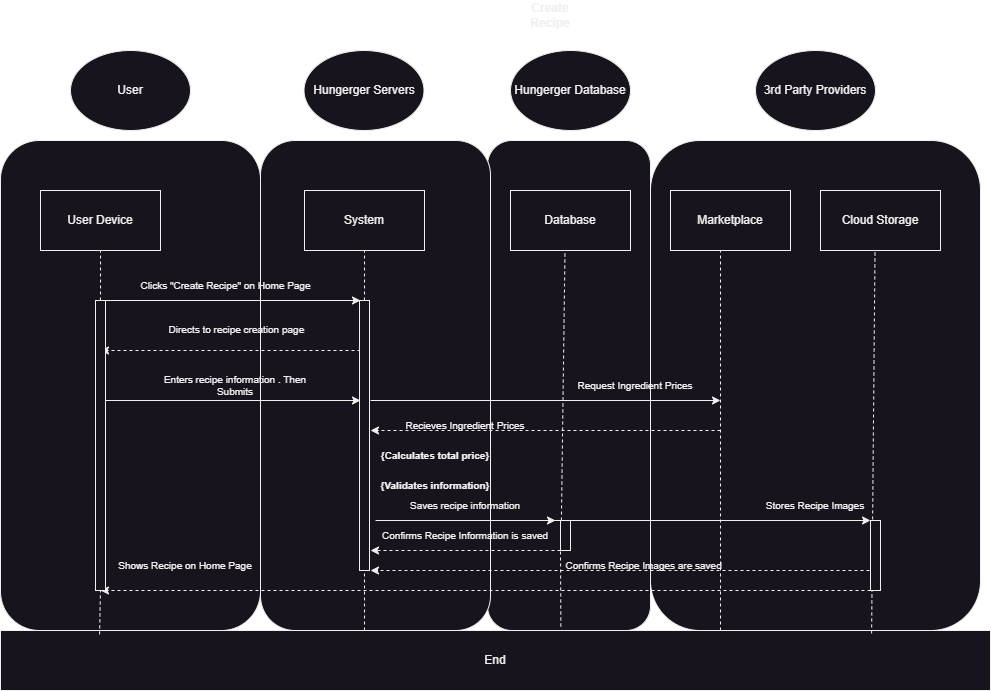 Create
Recipe
User
Hungerger Servers
Hungerger Database
3rd Party Providers
User Device
System
Database
Marketplace
Cloud Storage
Clicks "Create Recipe" on Home Page
Directs to recipe creation page
Enters recipe information . Then
Submits
Request Ingredient Prices
Recieves Ingredient Prices
{Calculates total price}
{Validates information}
Saves recipe information
Stores Recipe Images
Confirms Recipe Information is saved
Shows Recipe on Home Page
Confirms Recipe Images are saved
End